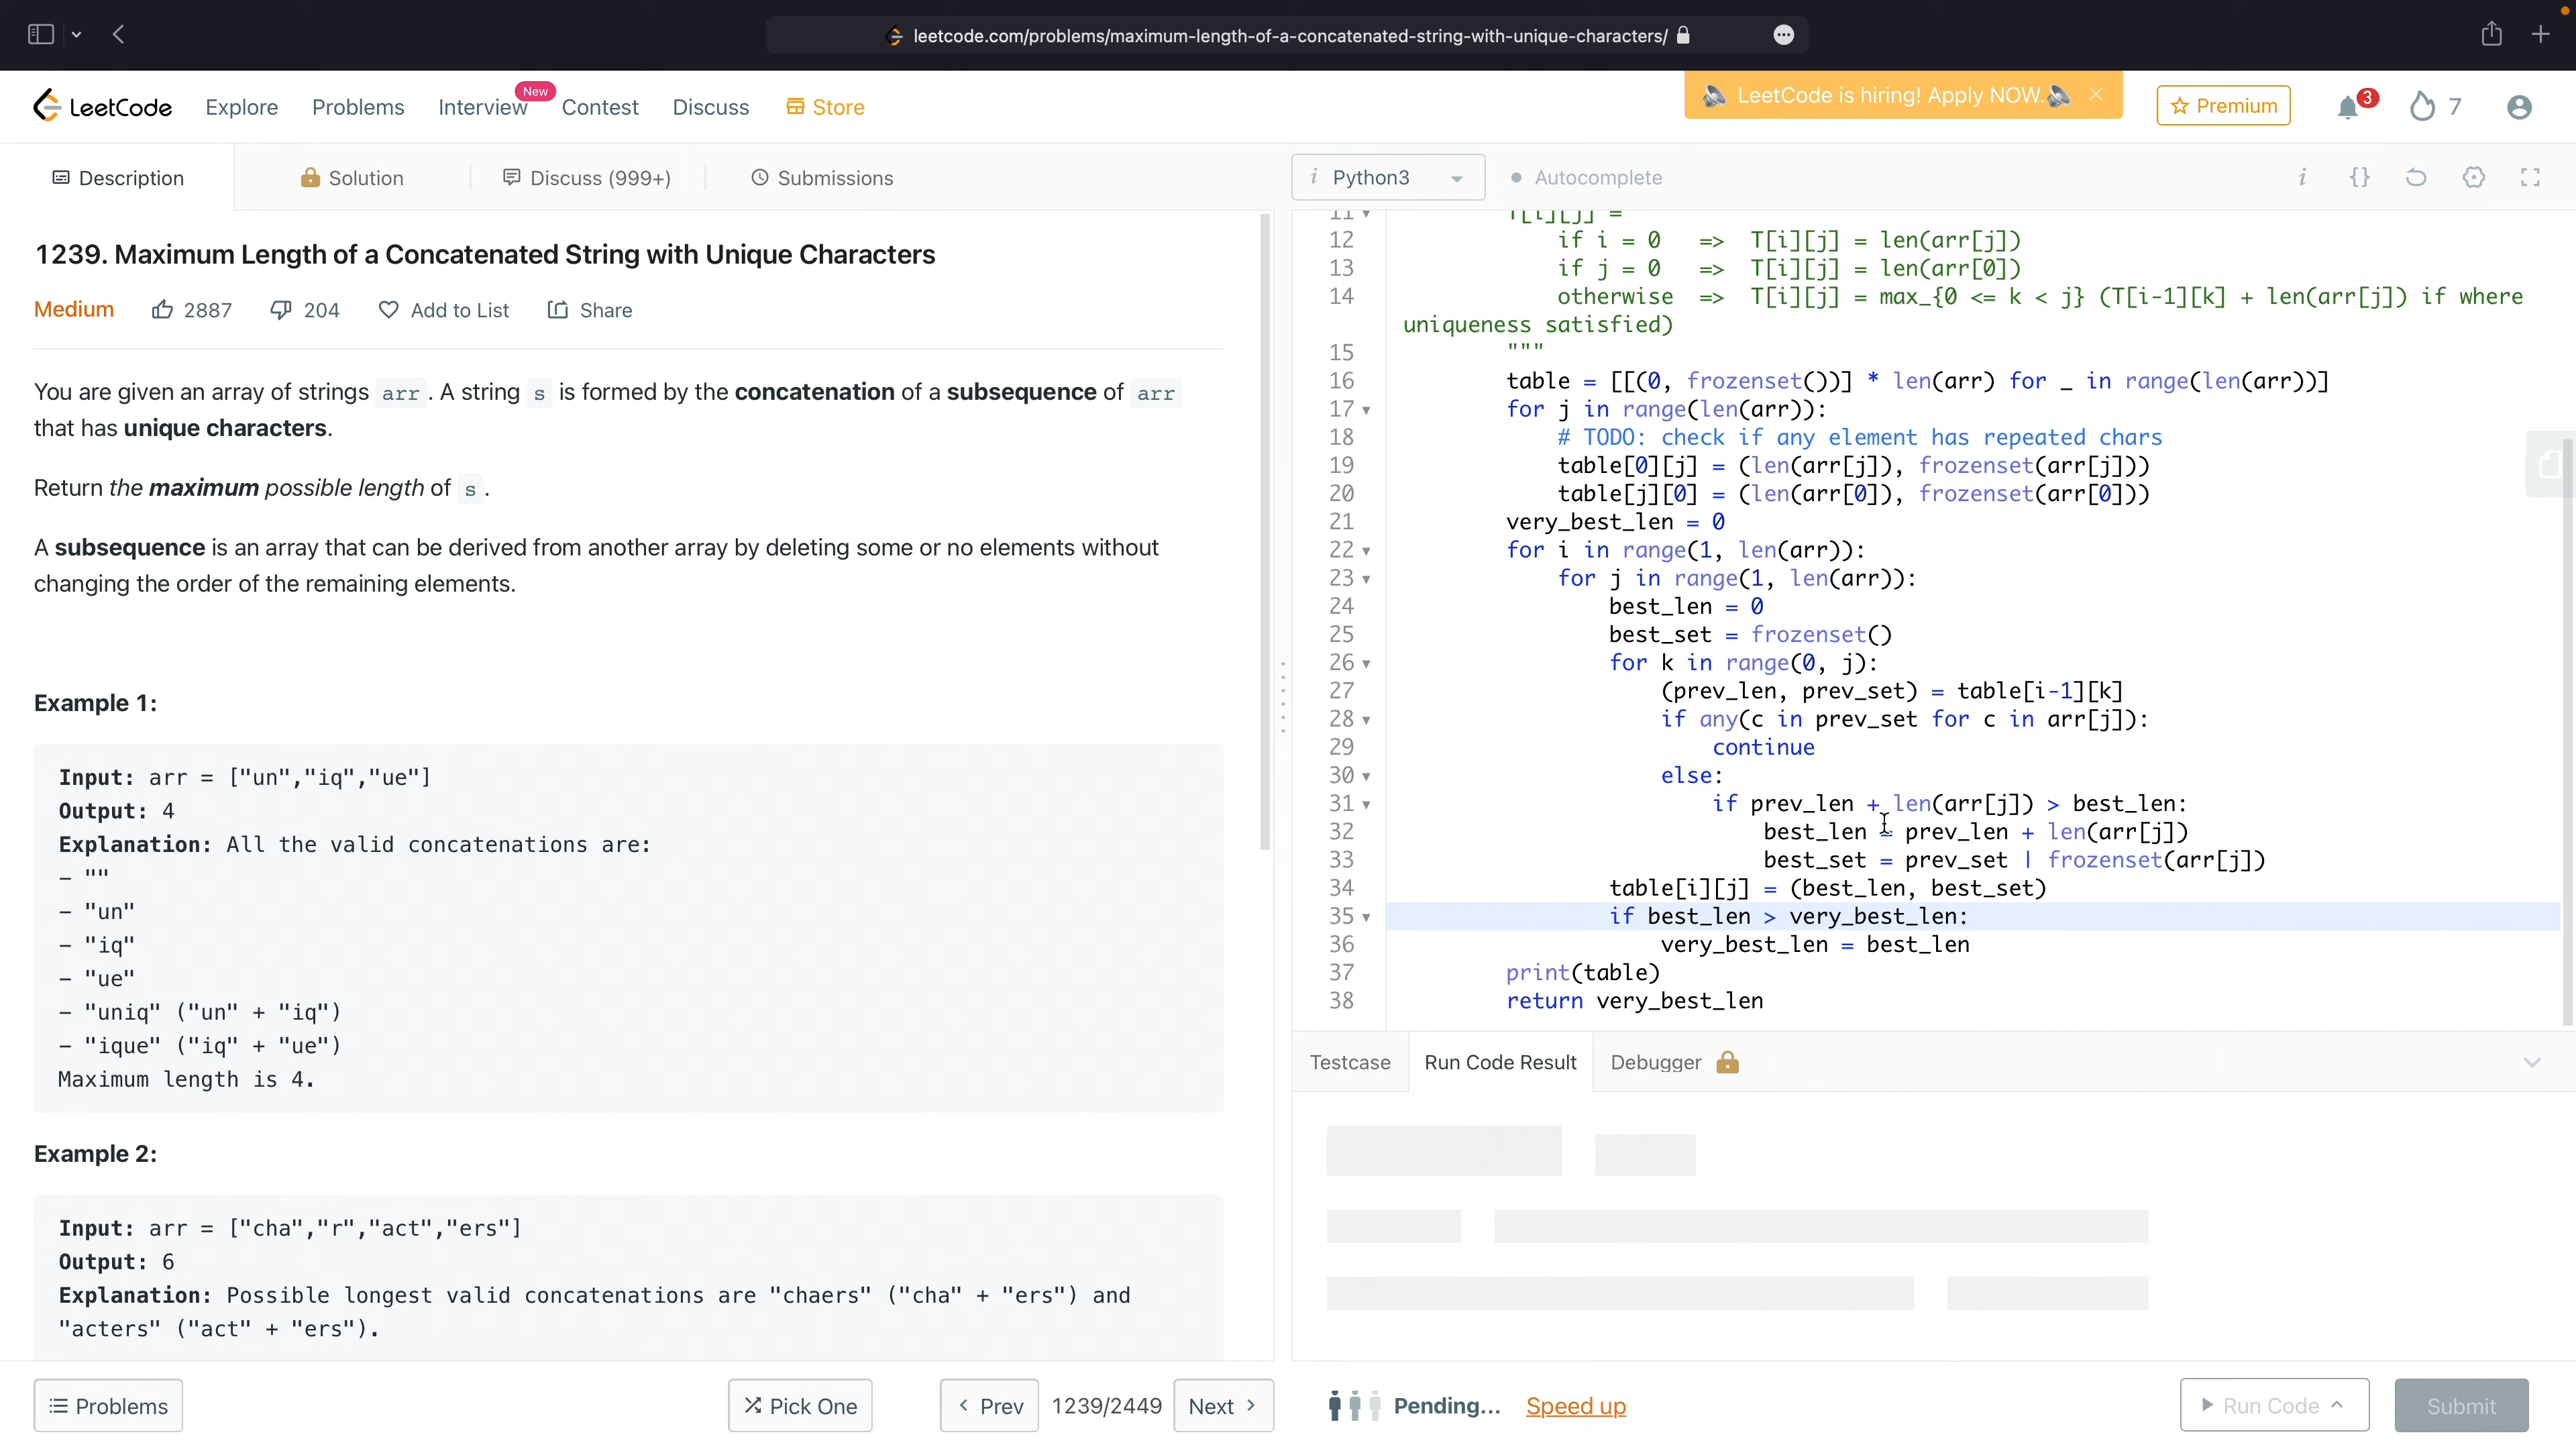 leetcode.com/problems/maximum-length-of-a-concatenated-string-with-unique-characters/
LeetCode
Explore
Problems
Interview
New
Contest
Discuss
Store
LeetCode is hiring! Apply NOW.
Premium
3
7
Description
Solution
Discuss (999+)
Submissions
1239. Maximum Length of a Concatenated String with Unique Characters
Medium
2887
204
Add to List
Share
You are given an array of strings arr . A string s is formed by the concatenation of a subsequence of arr
that has unique characters.
Return the maximum possible length of s .
A subsequence is an array that can be derived from another array by deleting some or no elements without
changing the order of the remaining elements.
Example 1:
Input: arr = ["un","iq","ue"]
Output: 4
Explanation: All the valid concatenations are:
- ""
- "un"
- "iq"
- "ue"
- "uniq" ("un" + "iq")
- "ique" ("iq" + "ue")
Maximum length is 4.
Example 2:
Input: arr = ["cha","r","act","ers"]
Output: 6
Explanation: Possible longest valid concatenations are "chaers" ("cha" + "ers") and
"acters" ("act" + "ers").
Problems
Pick One
Prev
1239/2449
Next
i Python3
Autocomplete
i {}
11 T[i][j] =
12 if i = 0 => T[i][j] = len(arr[j])
13 if j = 0 => T[i][j] = len(arr[0])
14 otherwise => T[i][j] = max_{0 <= k < j} (T[i-1][k] + len(arr[j]) if where
uniqueness satisfied)
15 """
16 table = [[(0, frozenset())] * len(arr) for _ in range(len(arr))]
17 for j in range(len(arr)):
18 # TODO: check if any element has repeated chars
19 table[0][j] = (len(arr[j]), frozenset(arr[j]))
20 table[j][0] = (len(arr[0]), frozenset(arr[0]))
21 very_best_len = 0
22 for i in range(1, len(arr)):
23 for j in range(1, len(arr)):
24 best_len = 0
25 best_set = frozenset()
26 for k in range(0, j):
27 (prev_len, prev_set) = table[i-1][k]
28 if any(c in prev_set for c in arr[j]):
29 continue
30 else:
31 if prev_len + len(arr[j]) > best_len:
32 best_len = prev_len + len(arr[j])
33 best_set = prev_set | frozenset(arr[j])
34 table[i][j] = (best_len, best_set)
35 if best_len > very_best_len:
36 very_best_len = best_len
37 print(table)
38 return very_best_len
Testcase
Run Code Result
Debugger
Pending...
Speed up
Run Code
Submit